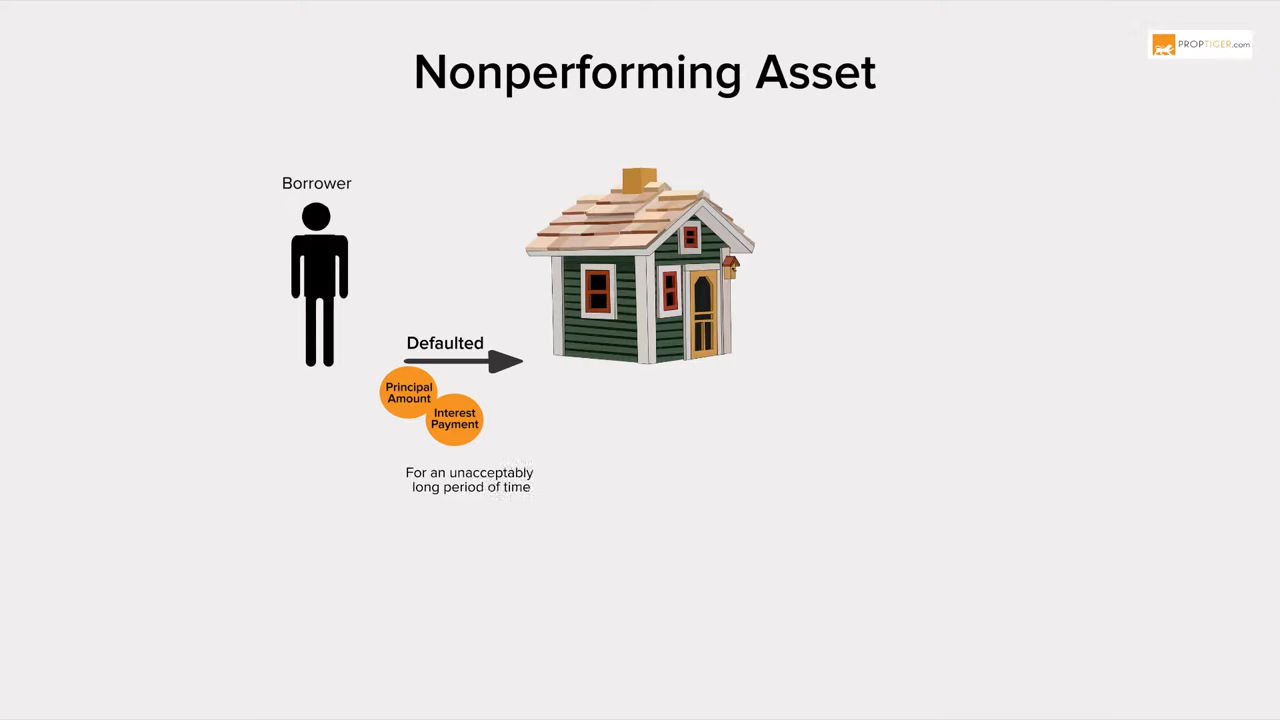 PROPTIGER.com
Nonperforming Asset
Borrower
Defaulted
Principal
Amount
Interest
Payment
For an unacceptably
long period of time